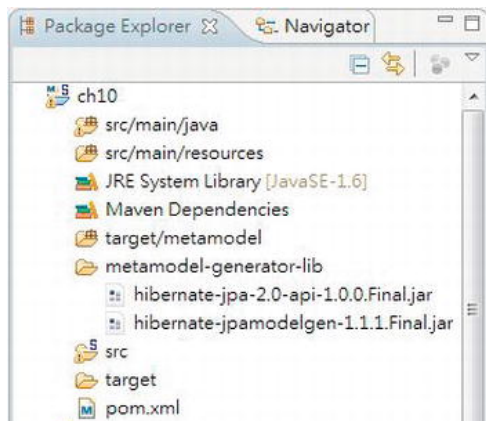 Package Explorer Navigator
ch10
src/main/java
src/main/resources
JRE System Library [JavaSE-1.6]
Maven Dependencies
target/metamodel
metamodel-generator-lib
hibernate-jpa-2.0-api-1.0.0.Final.jar
hibernate-jpamodelgen-1.1.1.Final.jar
src
target
pom.xml